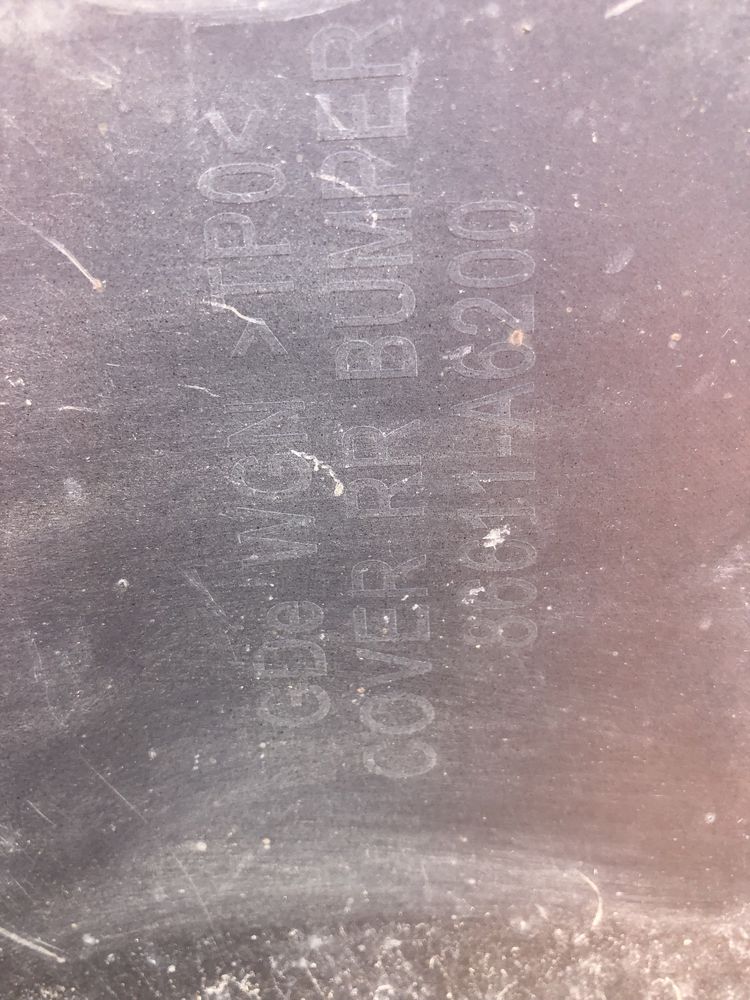 GDe WGN >TPO<
COVER RR BUMPER
86611-A6200